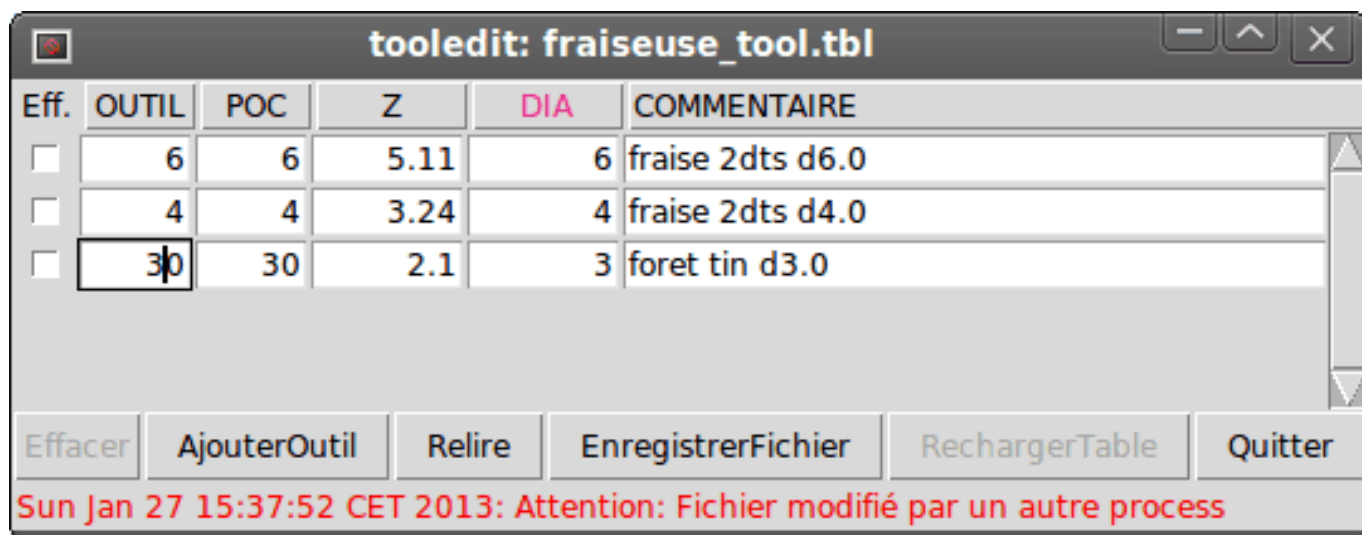 tooledit: fraiseuse_tool.tbl
Eff. OUTIL POC Z DIA COMMENTAIRE
6 6 5.11 6 fraise 2dts d6.0
4 4 3.24 4 fraise 2dts d4.0
30 30 2.1 3 foret tin d3.0
Effacer AjouterOutil Relire EnregistrerFichier RechargerTable Quitter
Sun Jan 27 15:37:52 CET 2013: Attention: Fichier modifié par un autre process